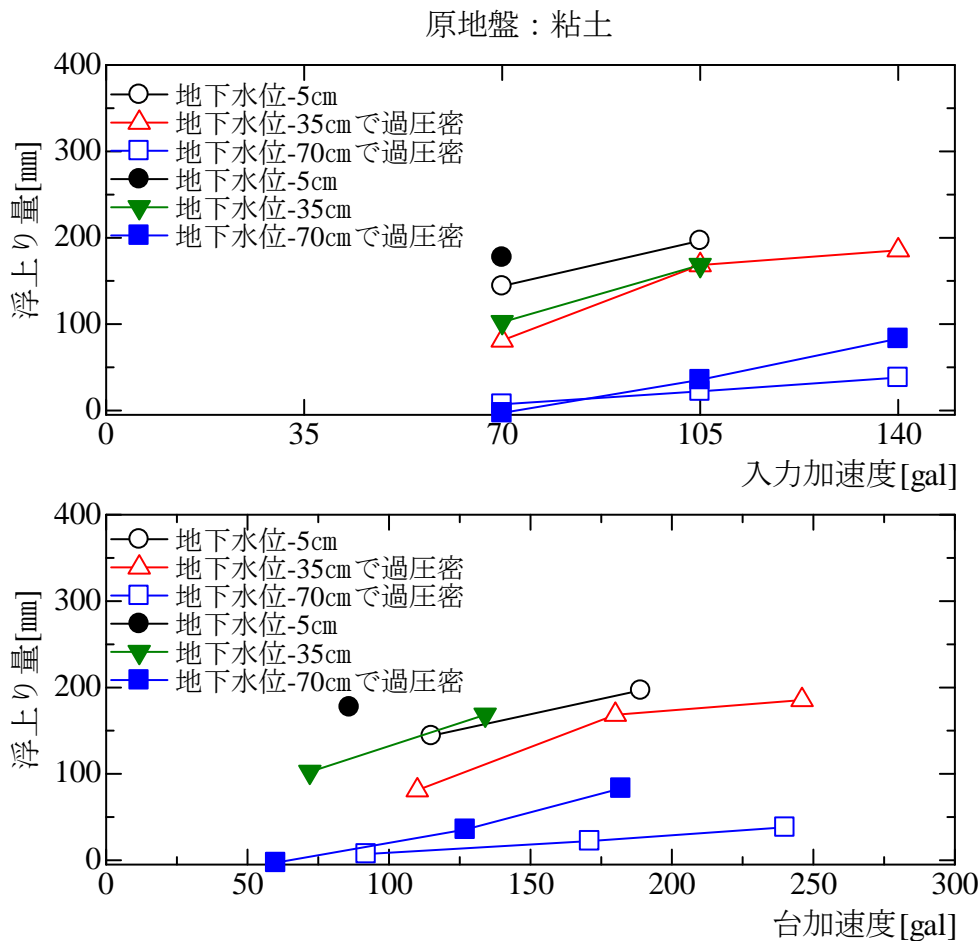 原地盤：粘土
400
300
200
100
0
浮上り量[㎜]
地下水位-5㎝
地下水位-35㎝で過圧密
地下水位-70㎝で過圧密
地下水位-5㎝
地下水位-35㎝
地下水位-70㎝で過圧密
0 35 70 105 140
入力加速度[gal]
400
300
200
100
0
浮上り量[㎜]
地下水位-5㎝
地下水位-35㎝で過圧密
地下水位-70㎝で過圧密
地下水位-5㎝
地下水位-35㎝
地下水位-70㎝で過圧密
0 50 100 150 200 250 300
台加速度[gal]